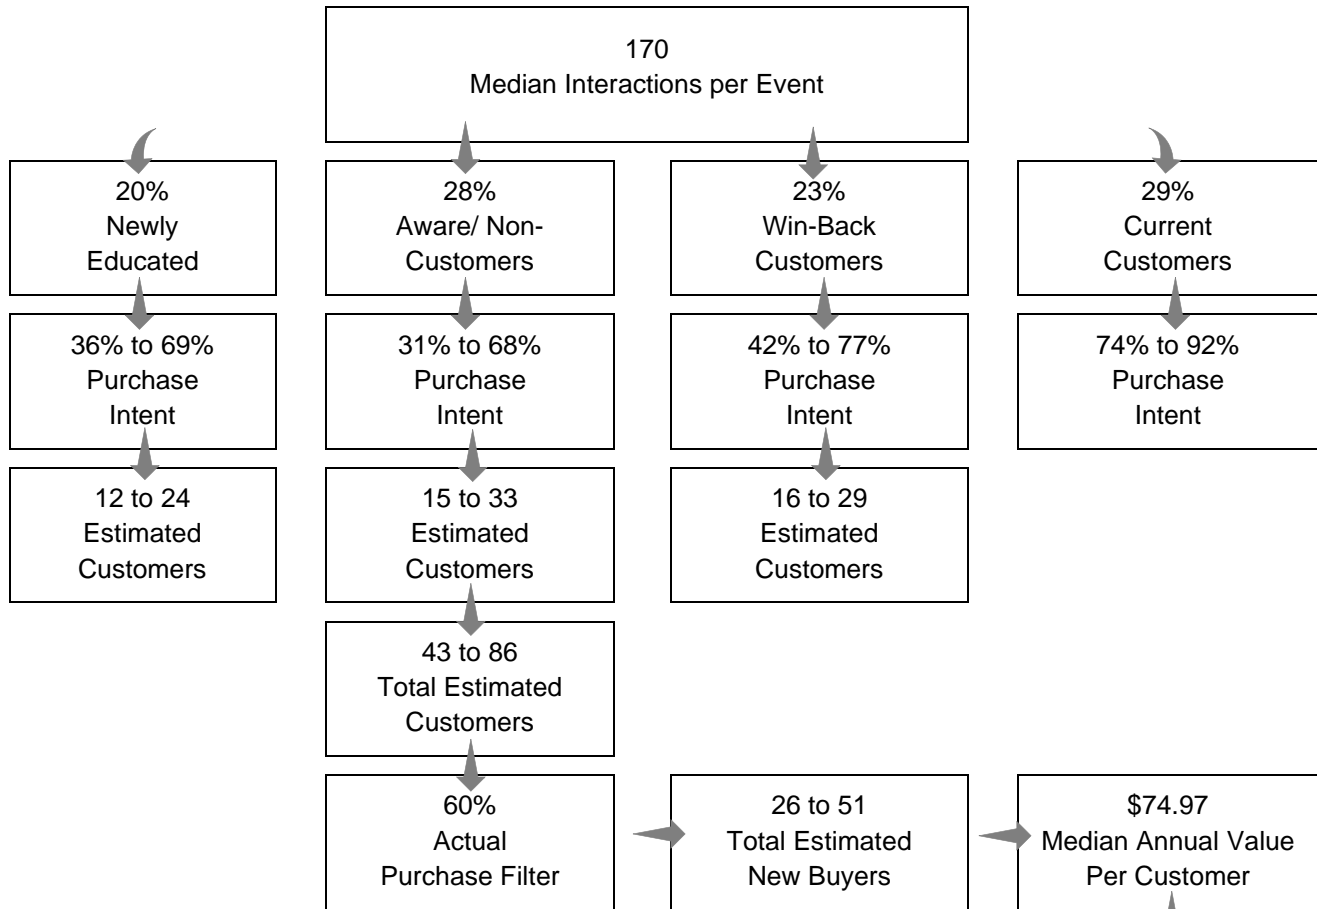 170
Median Interactions per Event
20%
Newly
Educated
28%
Aware/ Non-
Customers
23%
Win-Back
Customers
29%
Current
Customers
36% to 69%
Purchase
Intent
31% to 68%
Purchase
Intent
42% to 77%
Purchase
Intent
74% to 92%
Purchase
Intent
12 to 24
Estimated
Customers
15 to 33
Estimated
Customers
16 to 29
Estimated
Customers
43 to 86
Total Estimated
Customers
60%
Actual
Purchase Filter
26 to 51
Total Estimated
New Buyers
$74.97
Median Annual Value
Per Customer